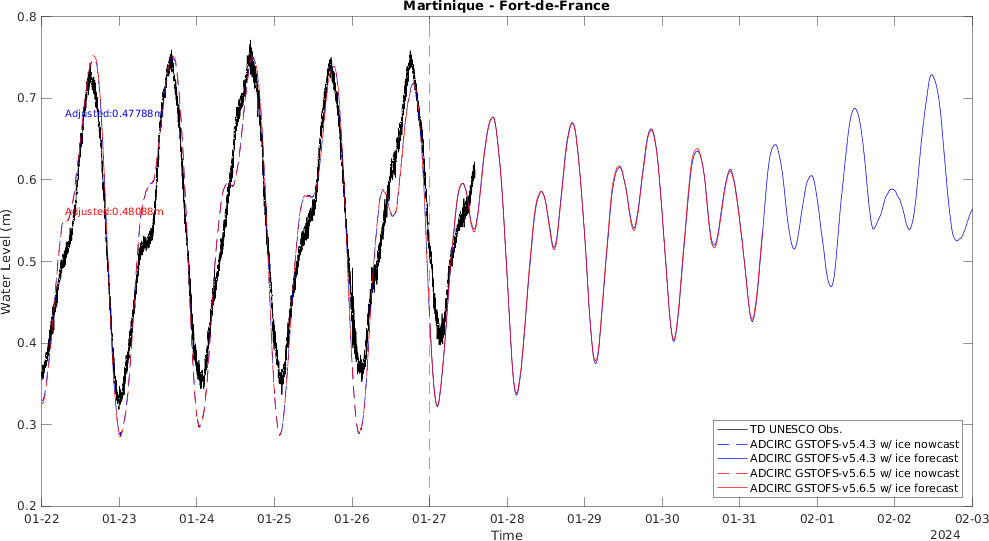 Martinique - Fort-de-France
0.8
0.7
0.6
0.5
0.4
0.3
0.2
Water Level (m)
Adjusted:0.47788m
Adjusted:0.48088m
TD UNESCO Obs.
ADCIRC GSTOFS-v5.4.3 w/ ice nowcast
ADCIRC GSTOFS-v5.4.3 w/ ice forecast
ADCIRC GSTOFS-v5.6.5 w/ ice nowcast
ADCIRC GSTOFS-v5.6.5 w/ ice forecast
01-22 01-23 01-24 01-25 01-26 01-27 01-28 01-29 01-30 01-31 02-01 02-02 02-03
Time
2024